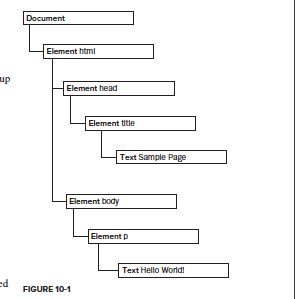 Document
Element html
up
Element head
Element title
Text Sample Page
Element body
Element p
Text Hello World!
ed
FIGURE 10-1